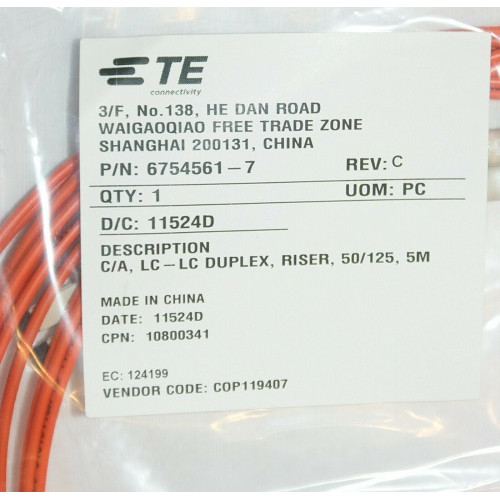 TE
connectivity
3/F, No.138, HE DAN ROAD
WAIGAOQIAO FREE TRADE ZONE
SHANGHAI 200131, CHINA
P/N: 6754561-7 REV: C
QTY: 1 UOM: PC
D/C: 11524D
DESCRIPTION
C/A, LC-LC DUPLEX, RISER, 50/125, 5M
MADE IN CHINA
DATE: 11524D
CPN: 10800341
EC: 124199
VENDOR CODE: COP119407